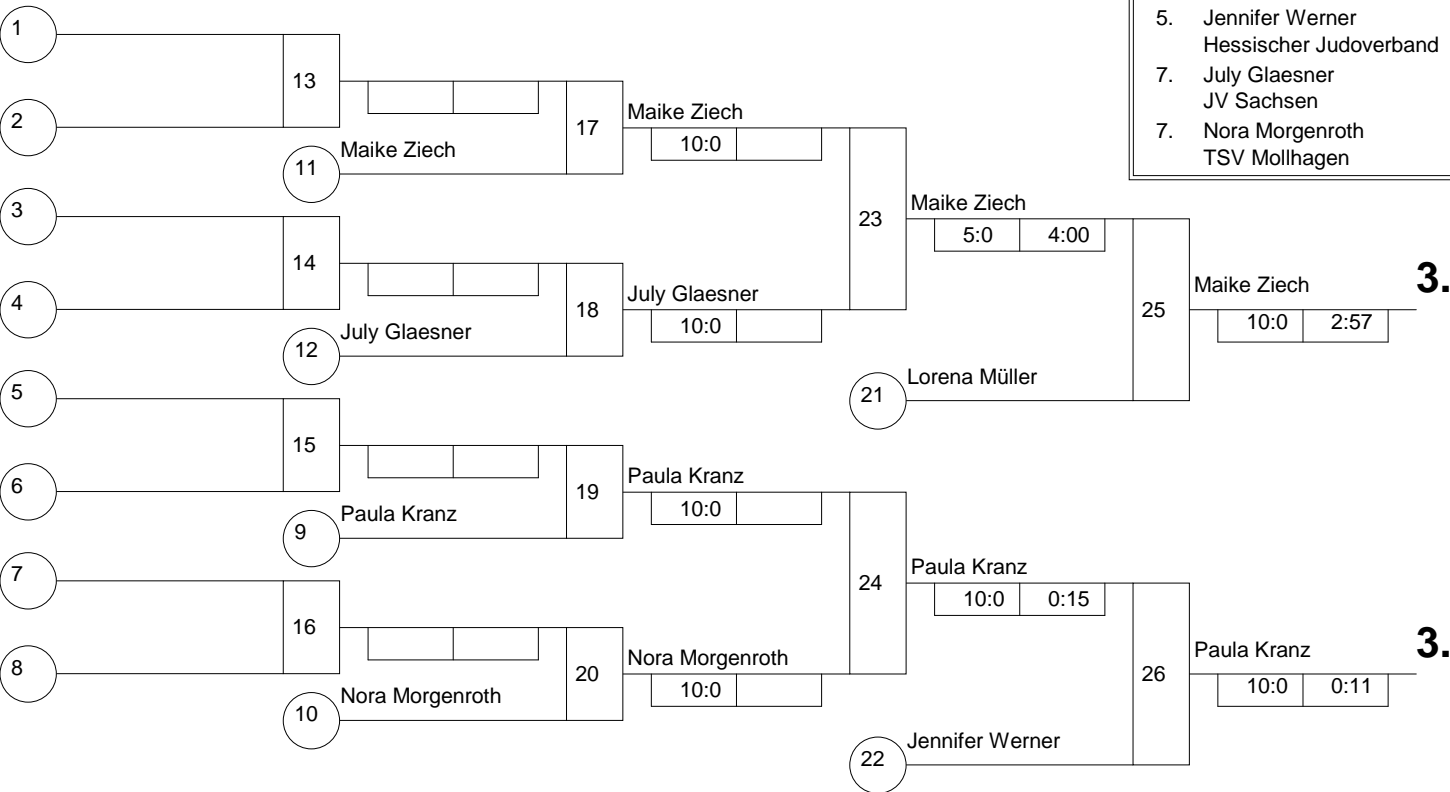 5. Jennifer Werner
Hessischer Judoverband
7. July Glaesner
JV Sachsen
7. Nora Morgenroth
TSV Mollhagen
1
2
13
11
Maike Ziech
17
3
4
14
12
July Glaesner
18
5
6
15
9
Paula Kranz
19
7
8
16
10
Nora Morgenroth
20
Maike Ziech
10:0
July Glaesner
10:0
23
Paula Kranz
10:0
Nora Morgenroth
10:0
24
Maike Ziech
5:0 4:00
21
Lorena Müller
25
Paula Kranz
10:0 0:15
22
Jennifer Werner
26
Maike Ziech 3.
10:0 2:57
Paula Kranz 3.
10:0 0:11